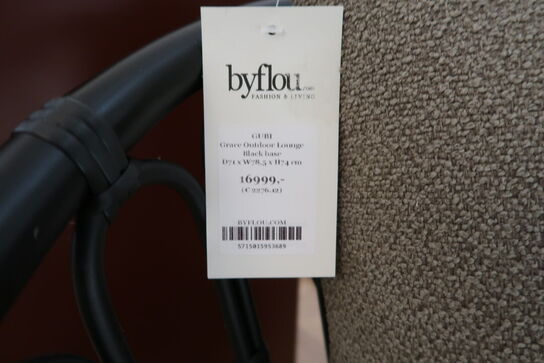 byflou.com
FASHION & LIVING
GUBI
Grace Outdoor Lounge
Black base
D71 x W78,5 x H74 cm
16999,-
(€ 2276,42)
BYFLOU.COM
5715015953689